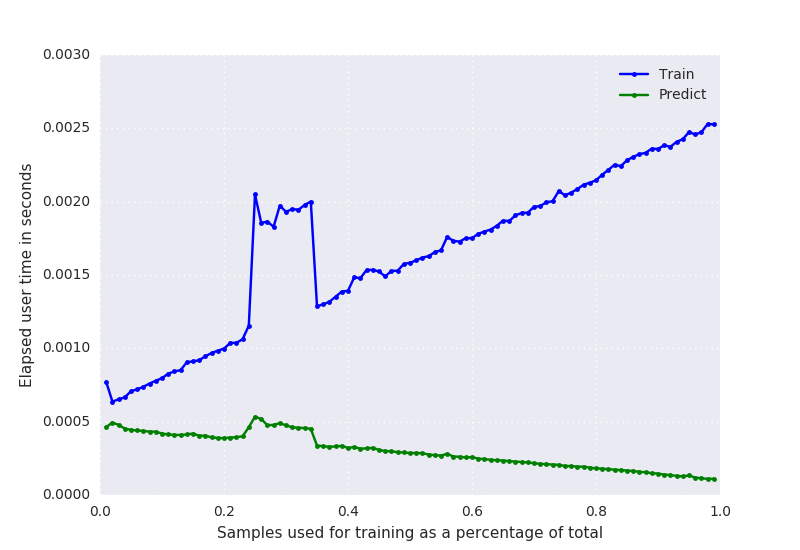 0.0030
0.0025
0.0020
0.0015
0.0010
0.0005
0.0000
Elapsed user time in seconds
Train
Predict
0.0 0.2 0.4 0.6 0.8 1.0
Samples used for training as a percentage of total